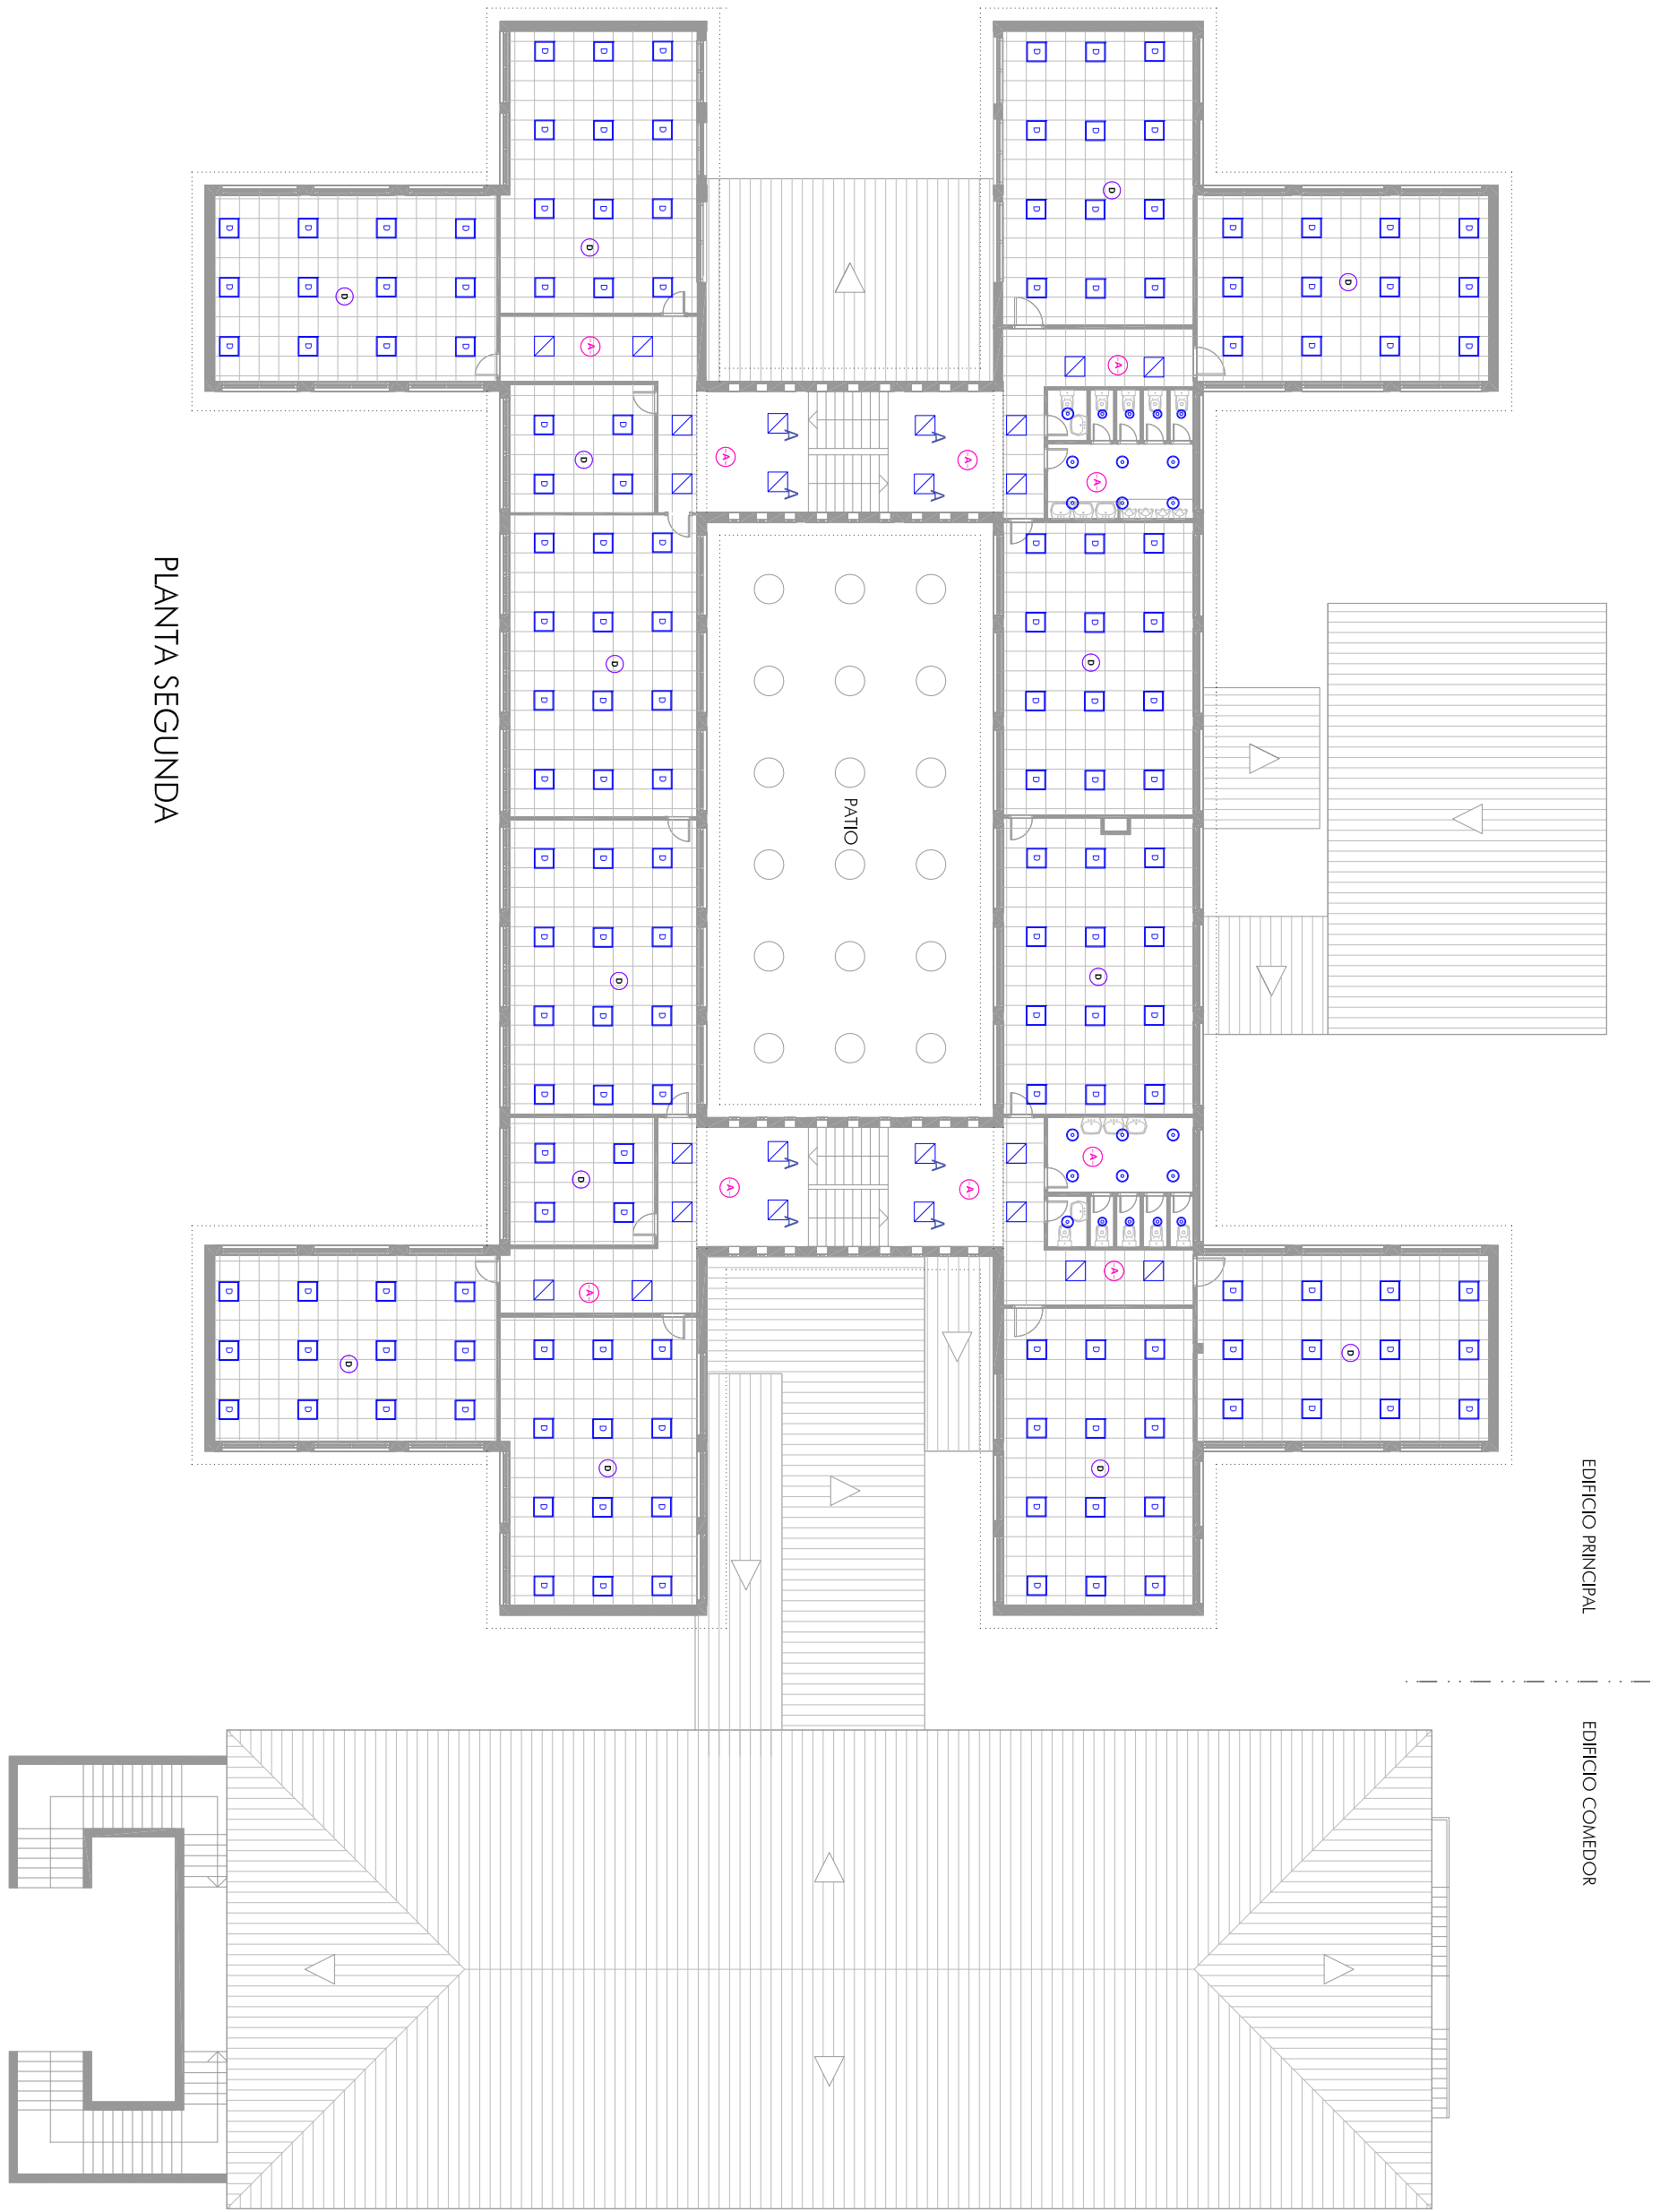 EDIFICIO PRINCIPAL
EDIFICIO COMEDOR
PATIO
PLANTA SEGUNDA
D
-A-
A